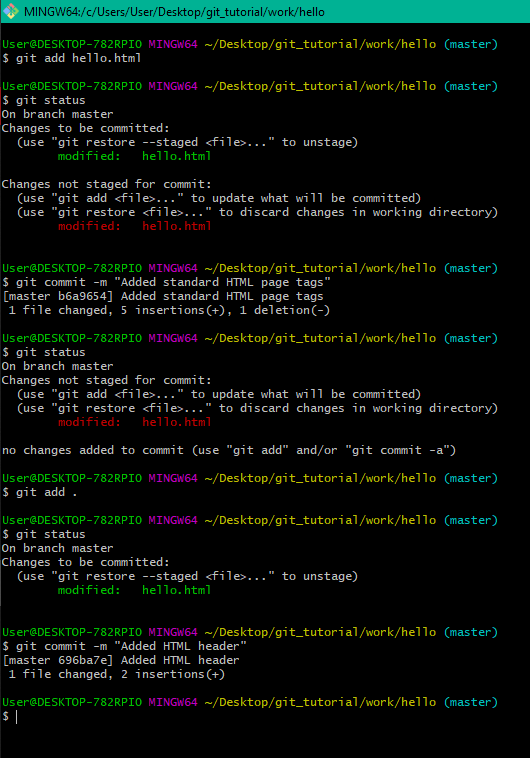 MINGW64:/c/Users/User/Desktop/git_tutorial/work/hello
User@DESKTOP-782RPIO MINGW64 ~/Desktop/git_tutorial/work/hello (master)
$ git add hello.html
User@DESKTOP-782RPIO MINGW64 ~/Desktop/git_tutorial/work/hello (master)
$ git status
On branch master
Changes to be committed:
  (use "git restore --staged <file>..." to unstage)
        modified:   hello.html
Changes not staged for commit:
  (use "git add <file>..." to update what will be committed)
  (use "git restore <file>..." to discard changes in working directory)
        modified:   hello.html
User@DESKTOP-782RPIO MINGW64 ~/Desktop/git_tutorial/work/hello (master)
$ git commit -m "Added standard HTML page tags"
[master b6a9654] Added standard HTML page tags
 1 file changed, 5 insertions(+), 1 deletion(-)
User@DESKTOP-782RPIO MINGW64 ~/Desktop/git_tutorial/work/hello (master)
$ git status
On branch master
Changes not staged for commit:
  (use "git add <file>..." to update what will be committed)
  (use "git restore <file>..." to discard changes in working directory)
        modified:   hello.html
no changes added to commit (use "git add" and/or "git commit -a")
User@DESKTOP-782RPIO MINGW64 ~/Desktop/git_tutorial/work/hello (master)
$ git add .
User@DESKTOP-782RPIO MINGW64 ~/Desktop/git_tutorial/work/hello (master)
$ git status
On branch master
Changes to be committed:
  (use "git restore --staged <file>..." to unstage)
        modified:   hello.html
User@DESKTOP-782RPIO MINGW64 ~/Desktop/git_tutorial/work/hello (master)
$ git commit -m "Added HTML header"
[master 696ba7e] Added HTML header
 1 file changed, 2 insertions(+)
User@DESKTOP-782RPIO MINGW64 ~/Desktop/git_tutorial/work/hello (master)
$